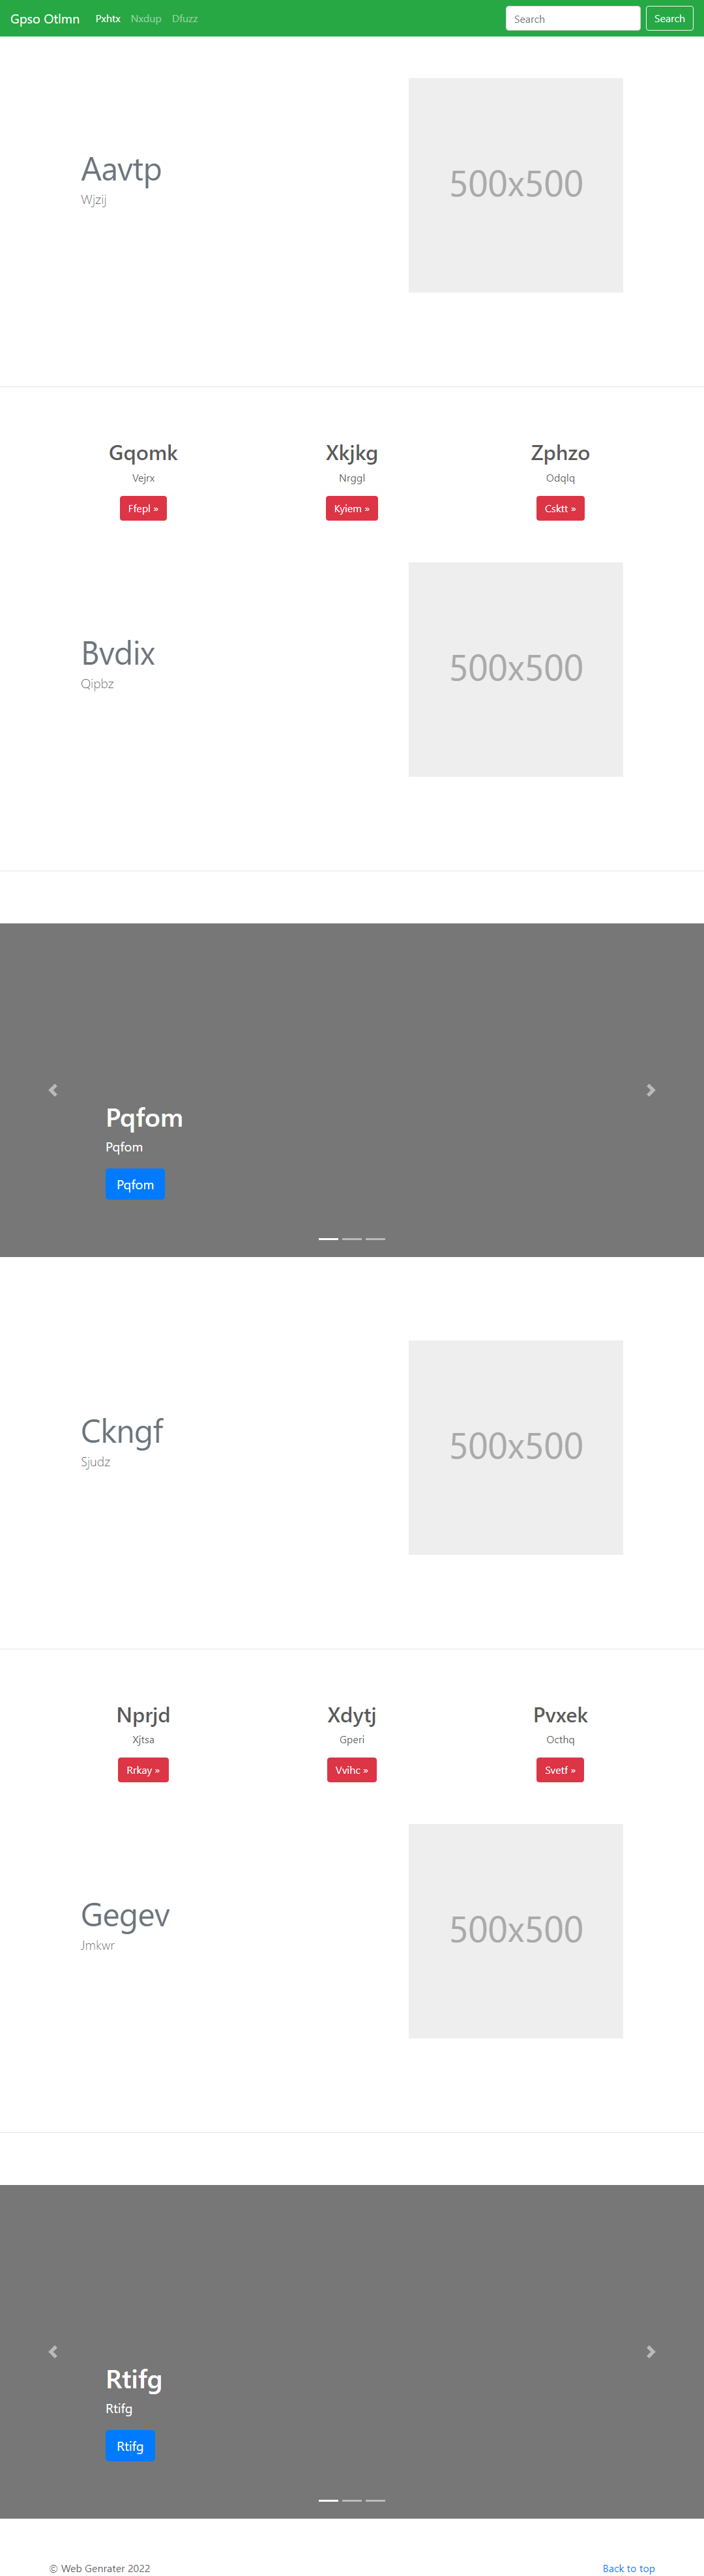 Gpso Otlmn Pxhtx Nxdup Dfuzz Search Search
Aavtp
Wjzij
500x500
Gqomk Xkjkg Zphzo
Vejrx Nrggl Odqlq
Ffepl » Kyiem » Csktt »
Bvdix
Qipbz
500x500
Pqfom
Pqfom
Pqfom
Ckngf
Sjudz
500x500
Nprjd Xdytj Pvxek
Xjtsa Gperi Octhq
Rrkay » Vvihc » Svetf »
Gegev
Jmkwr
500x500
Rtifg
Rtifg
Rtifg
© Web Genrater 2022 Back to top